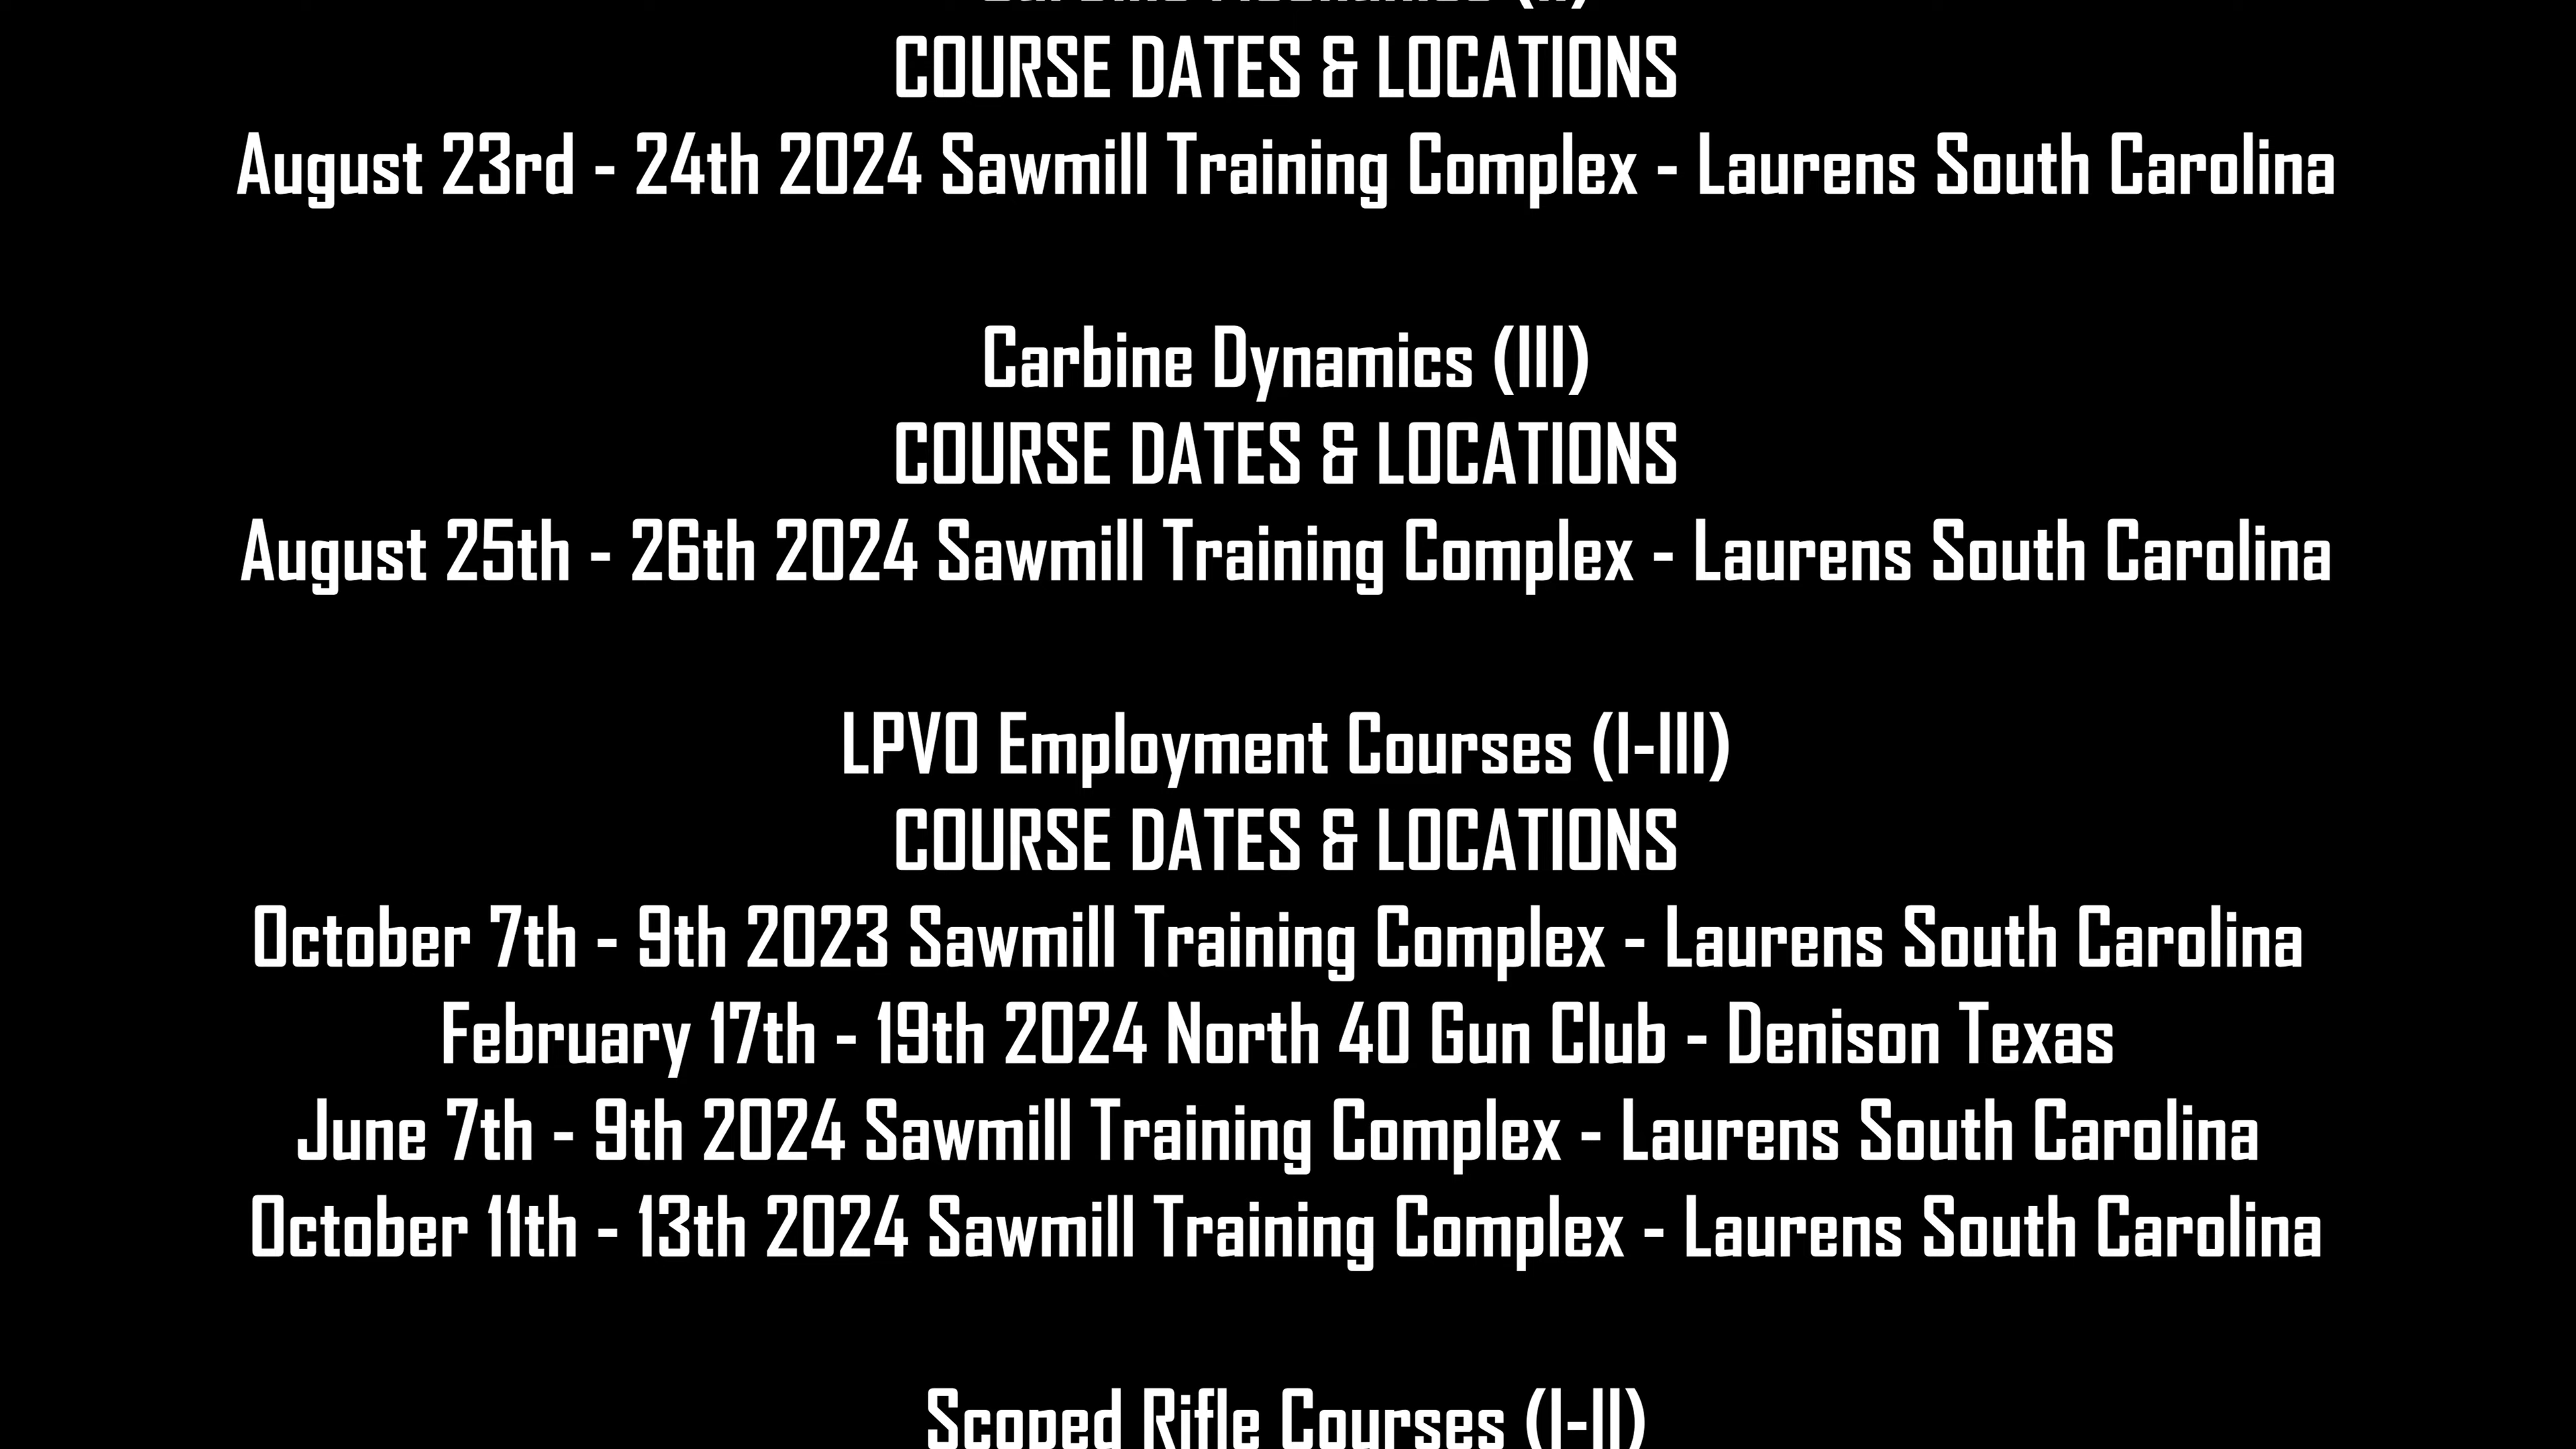 COURSE DATES & LOCATIONS
August 23rd - 24th 2024 Sawmill Training Complex - Laurens South Carolina
Carbine Dynamics (III)
COURSE DATES & LOCATIONS
August 25th - 26th 2024 Sawmill Training Complex - Laurens South Carolina
LPVO Employment Courses (I-III)
COURSE DATES & LOCATIONS
October 7th - 9th 2023 Sawmill Training Complex - Laurens South Carolina
February 17th - 19th 2024 North 40 Gun Club - Denison Texas
June 7th - 9th 2024 Sawmill Training Complex - Laurens South Carolina
October 11th - 13th 2024 Sawmill Training Complex - Laurens South Carolina
Scoped Rifle Courses (I-II)